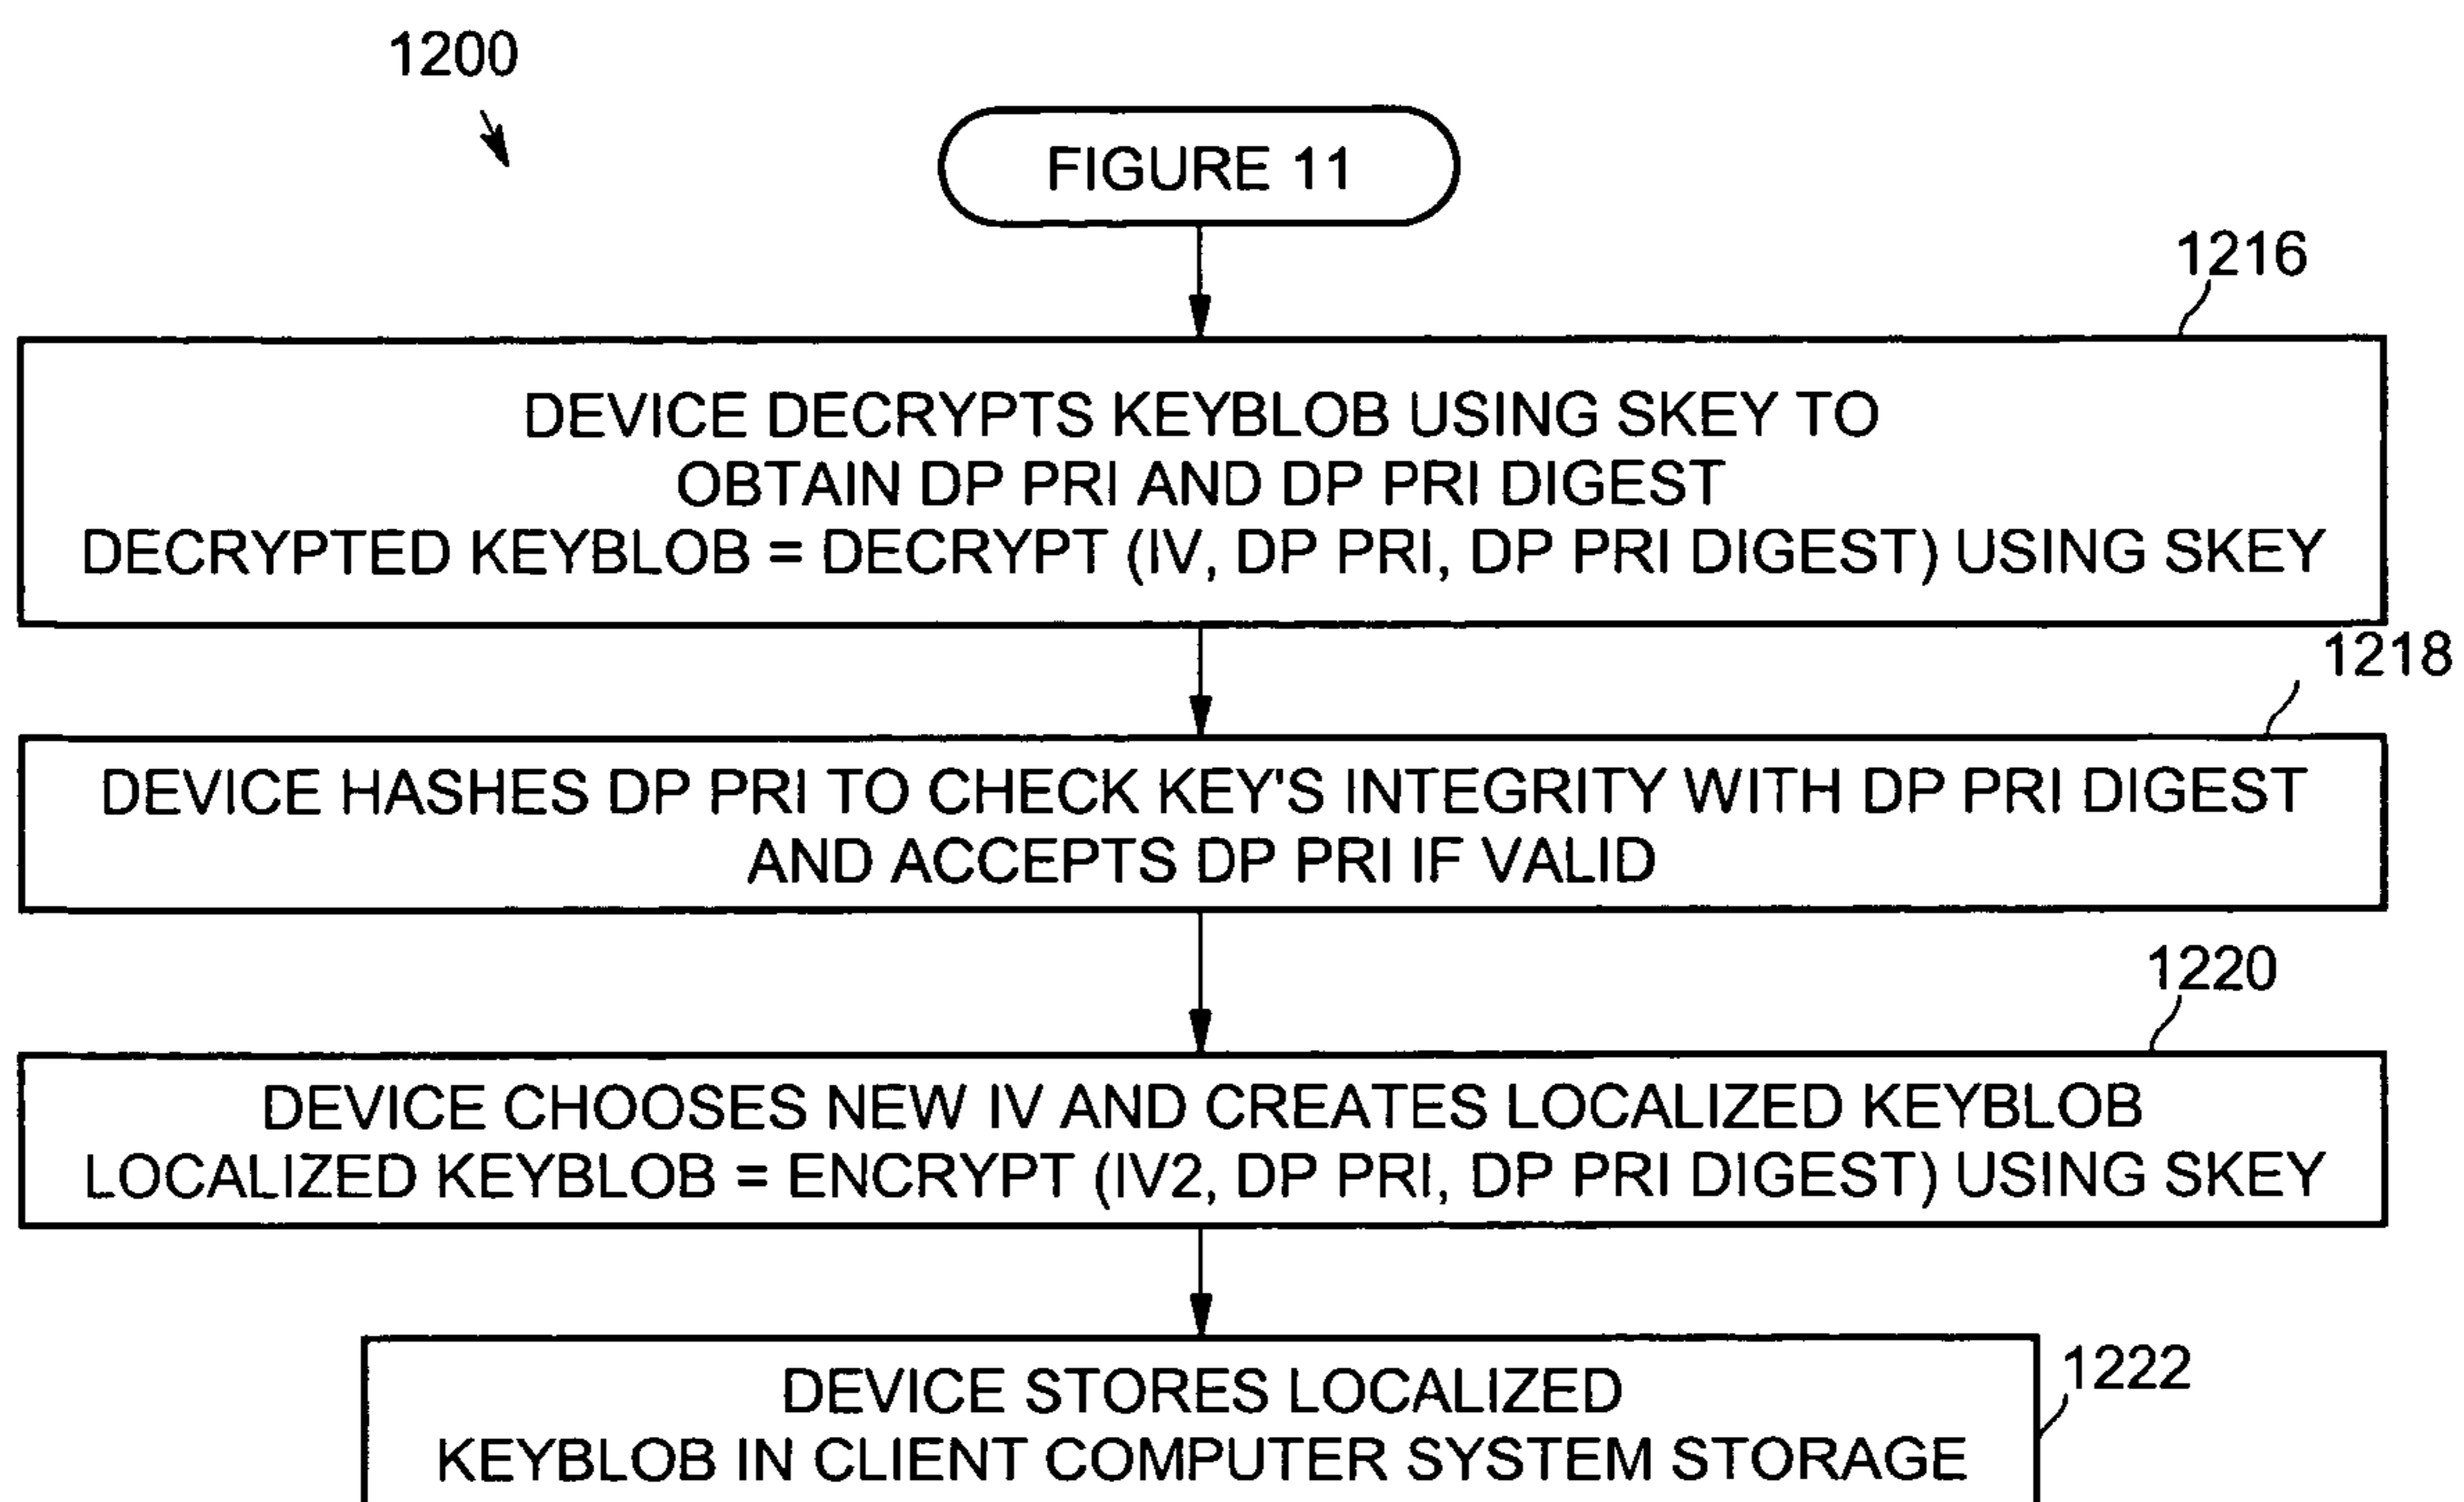 1200
FIGURE 11
1216
DEVICE DECRYPTS KEYBLOB USING SKEY TO
OBTAIN DP PRI AND DP PRI DIGEST
DECRYPTED KEYBLOB = DECRYPT (IV, DP PRI, DP PRI DIGEST) USING SKEY
1218
DEVICE HASHES DP PRI TO CHECK KEY'S INTEGRITY WITH DP PRI DIGEST
AND ACCEPTS DP PRI IF VALID
1220
DEVICE CHOOSES NEW IV AND CREATES LOCALIZED KEYBLOB
LOCALIZED KEYBLOB = ENCRYPT (IV2, DP PRI, DP PRI DIGEST) USING SKEY
1222
DEVICE STORES LOCALIZED
KEYBLOB IN CLIENT COMPUTER SYSTEM STORAGE